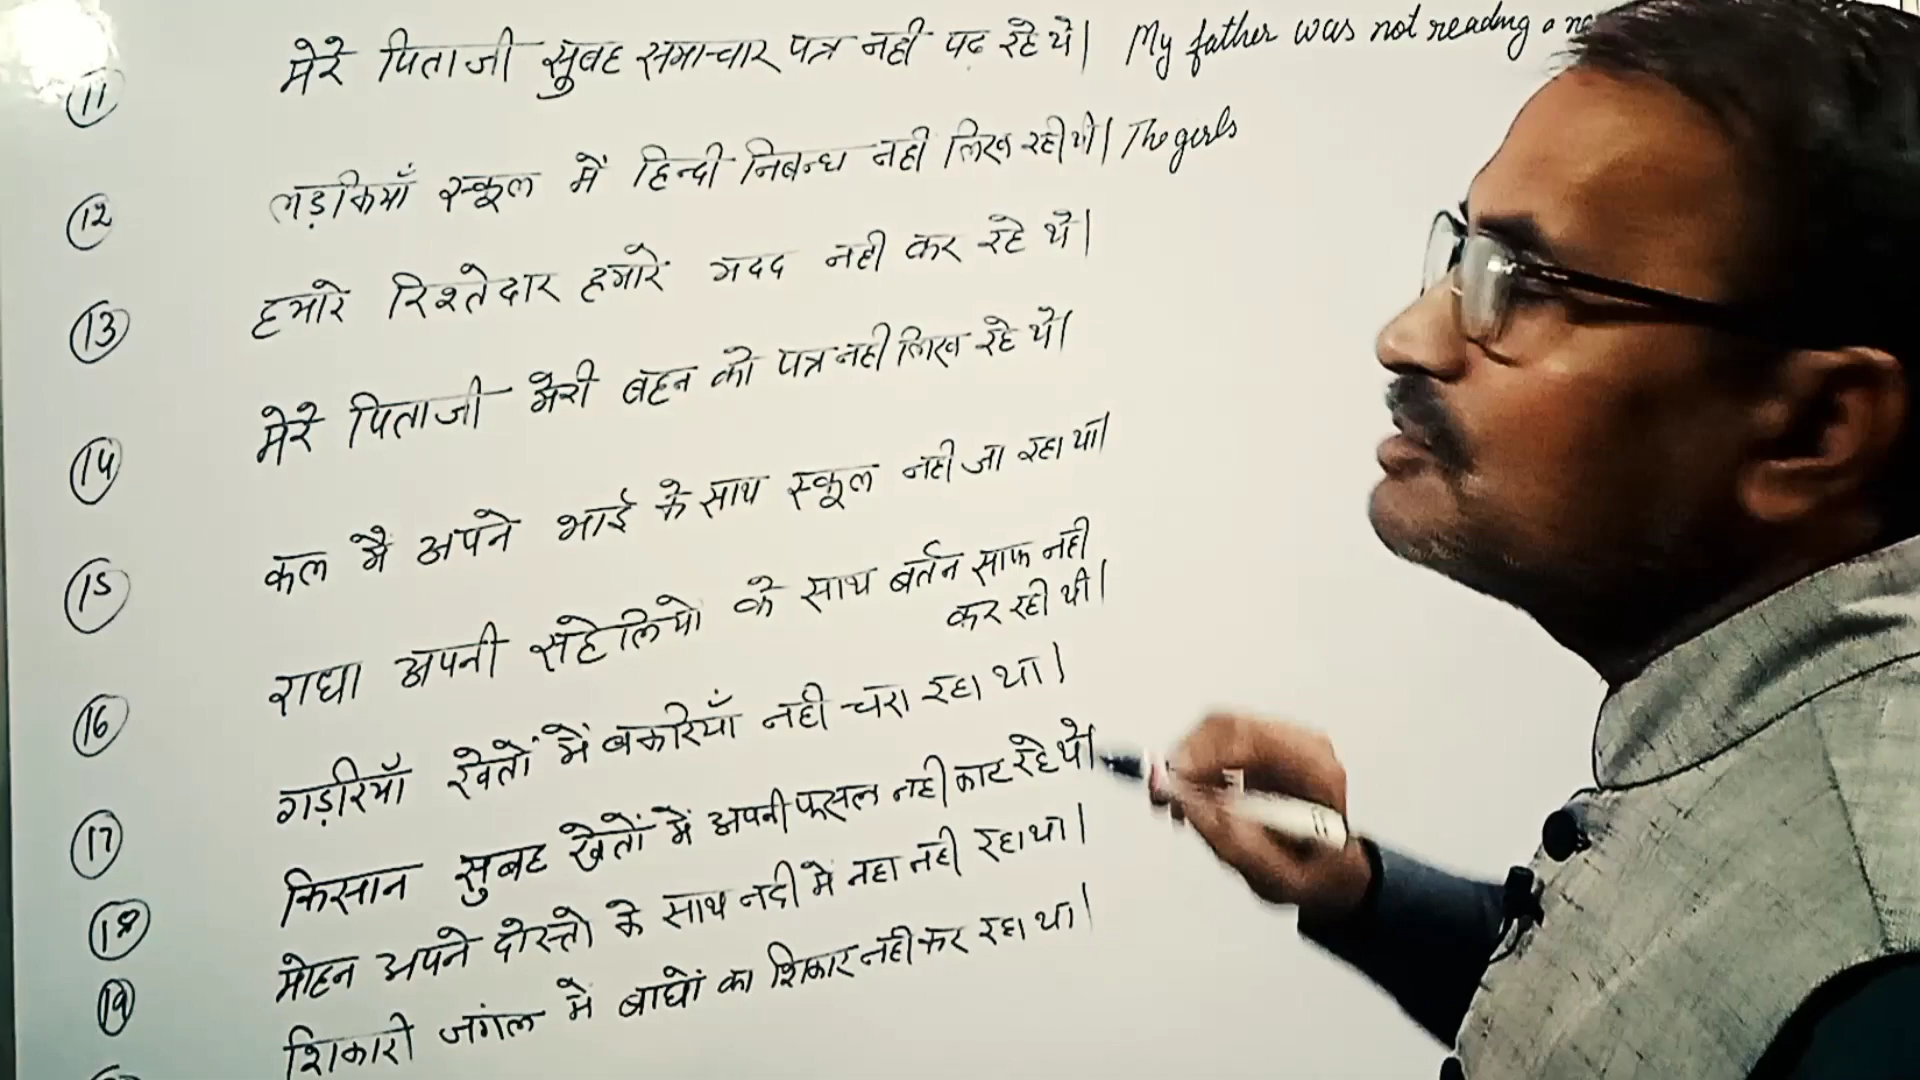 मेरे पिताजी सुबह समाचार पत्र नही पढ़ रहे थे। My father was not reading a
11
लड़कियाँ स्कूल में हिन्दी निबन्ध नही लिख रही थी। The girls
12
हमारे रिश्तेदार हमारे मदद नही कर रहे थे।
13
मेरे पिताजी मेरी बहन को पत्र नही लिख रहे थे।
14
कल मै अपने भाई के साथ स्कूल नही जा रहा था।
15
राधा अपनी सहेलियो के साथ बर्तन साफ नही
कर रही थी।
16
गड़रियाँ खेतों में बकरियाँ नही चरा रहा था।
17
किसान सुबह खेतों में अपनी फसल नही काट रहे थे।
18
मोहन अपने दोस्तो के साथ नदी में नहा नही रहा था।
19
शिकारी जगंल में बाघों का शिकार नही कर रहा था।